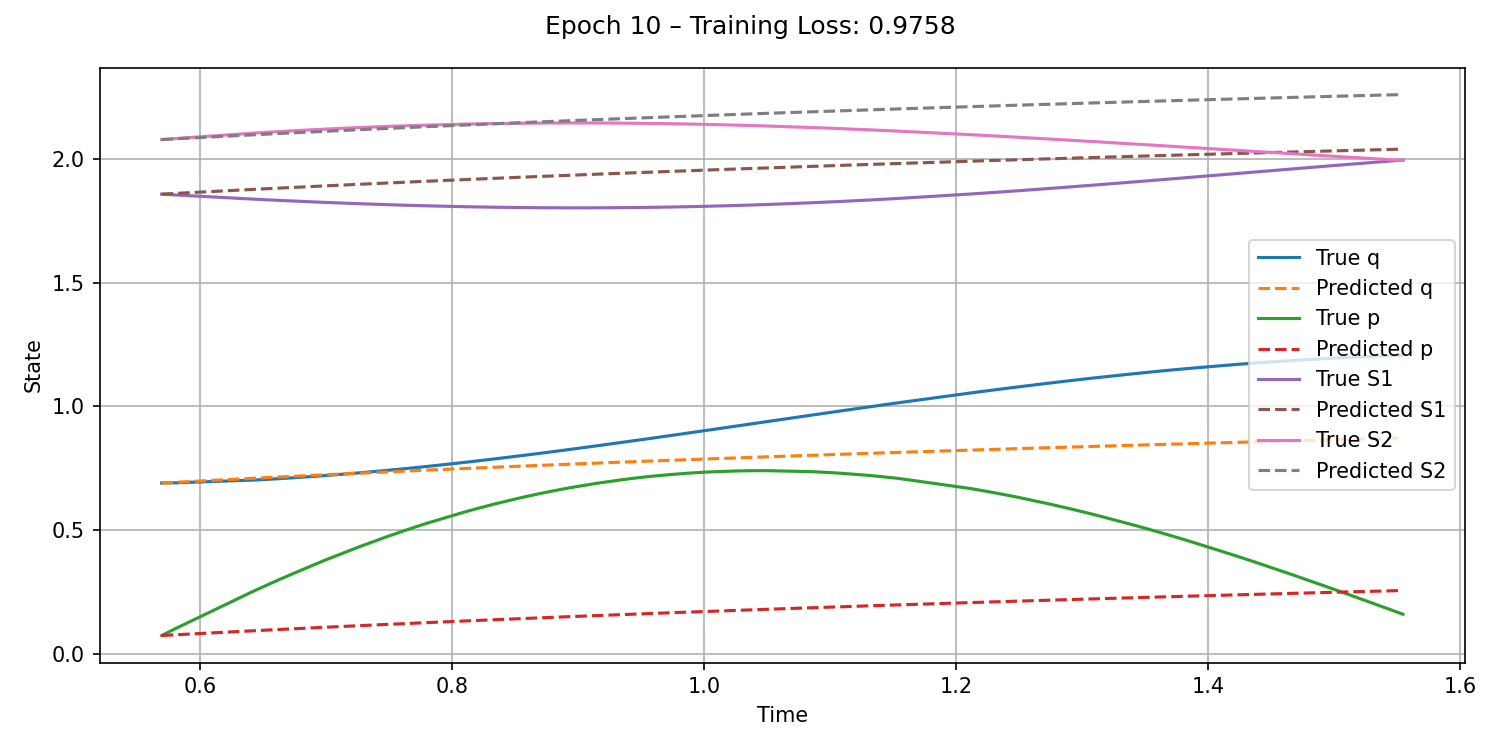 Epoch 10 – Training Loss: 0.9758
State
2.0
1.5
1.0
0.5
0.0
True q
Predicted q
True p
Predicted p
True S1
Predicted S1
True S2
Predicted S2
0.6 0.8 1.0 1.2 1.4 1.6
Time